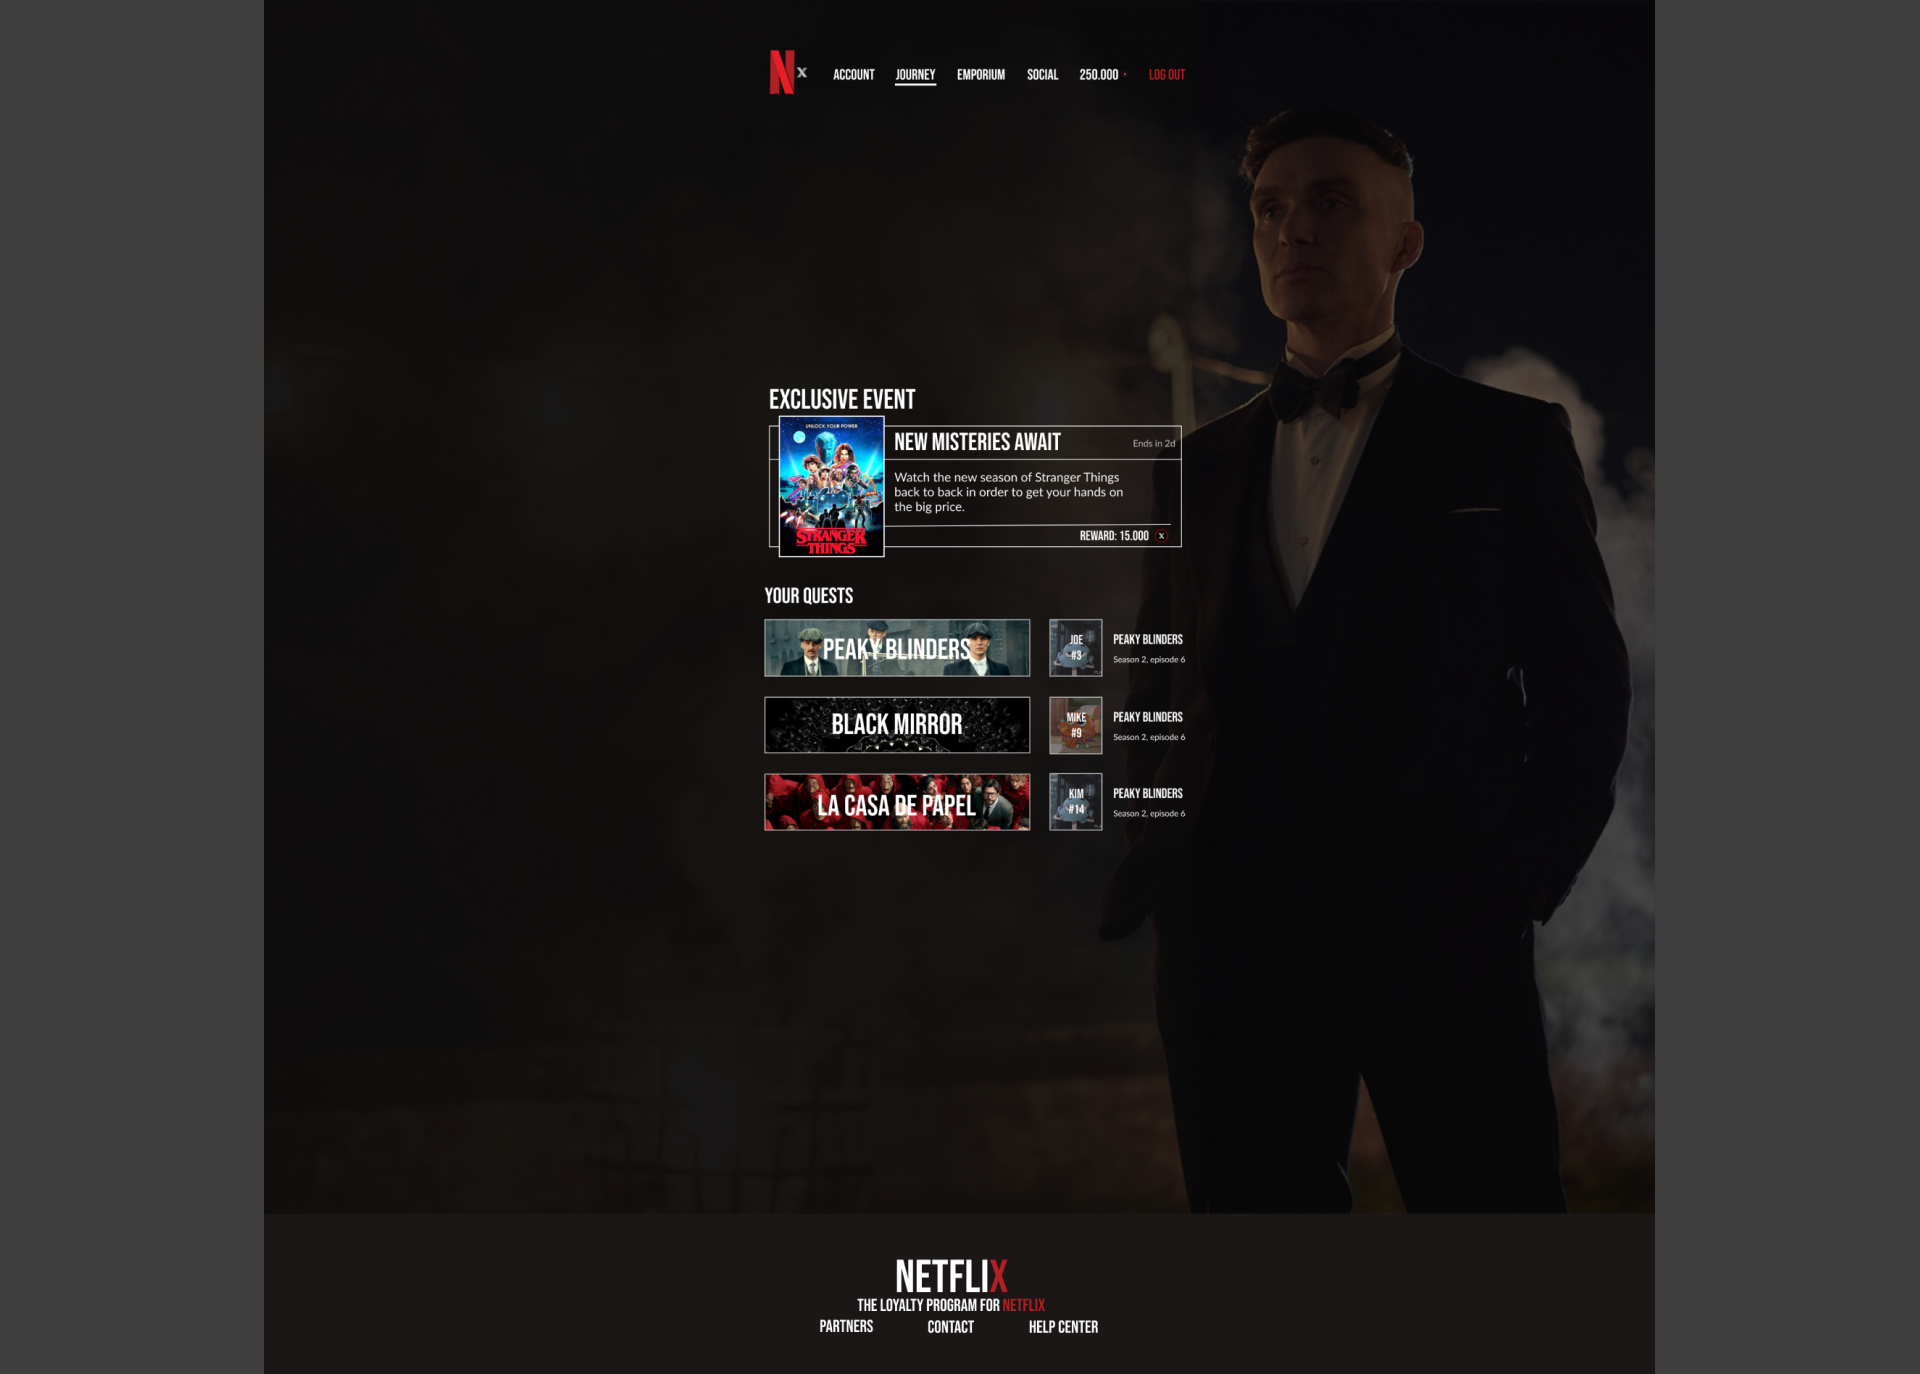 N x ACCOUNT JOURNEY EMPORIUM SOCIAL 250.000 LOG OUT
EXCLUSIVE EVENT
UNLOCK YOUR POWER
STRANGER
THINGS
NEW MISTERIES AWAIT
Ends in 2d
Watch the new season of Stranger Things
back to back in order to get your hands on
the big price.
REWARD: 15.000 X
YOUR QUESTS
PEAKY BLINDERS
JOE
#3
PEAKY BLINDERS
Season 2, episode 6
BLACK MIRROR
MIKE
#9
PEAKY BLINDERS
Season 2, episode 6
LA CASA DE PAPEL
KIM
#14
PEAKY BLINDERS
Season 2, episode 6
NETFLIX
THE LOYALTY PROGRAM FOR NETFLIX
PARTNERS CONTACT HELP CENTER